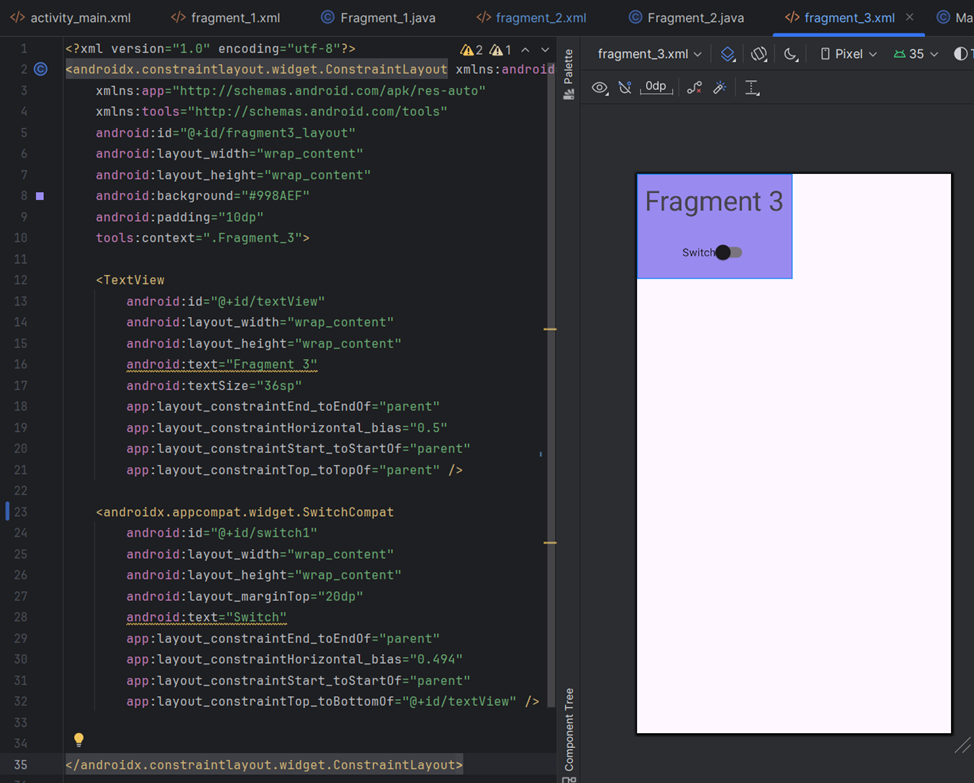 activity_main.xml fragment_1.xml Fragment_1.java fragment_2.xml Fragment_2.java fragment_3.xml Ma
1 <?xml version="1.0" encoding="utf-8"?> 2 1
2 <androidx.constraintlayout.widget.ConstraintLayout xmlns:android
3 xmlns:app="http://schemas.android.com/apk/res-auto"
4 xmlns:tools="http://schemas.android.com/tools"
5 android:id="@+id/fragment3_layout"
6 android:layout_width="wrap_content"
7 android:layout_height="wrap_content"
8 android:background="#998AEF"
9 android:padding="10dp"
10 tools:context=".Fragment_3">
11
12 <TextView
13 android:id="@+id/textView"
14 android:layout_width="wrap_content"
15 android:layout_height="wrap_content"
16 android:text="Fragment 3"
17 android:textSize="36sp"
18 app:layout_constraintEnd_toEndOf="parent"
19 app:layout_constraintHorizontal_bias="0.5"
20 app:layout_constraintStart_toStartOf="parent"
21 app:layout_constraintTop_toTopOf="parent" />
22
23 <androidx.appcompat.widget.SwitchCompat
24 android:id="@+id/switch1"
25 android:layout_width="wrap_content"
26 android:layout_height="wrap_content"
27 android:layout_marginTop="20dp"
28 android:text="Switch"
29 app:layout_constraintEnd_toEndOf="parent"
30 app:layout_constraintHorizontal_bias="0.494"
31 app:layout_constraintStart_toStartOf="parent"
32 app:layout_constraintTop_toBottomOf="@+id/textView" />
33
34
35 </androidx.constraintlayout.widget.ConstraintLayout>
Palette
Component Tree
fragment_3.xml Pixel 35
0dp
Fragment 3
Switch